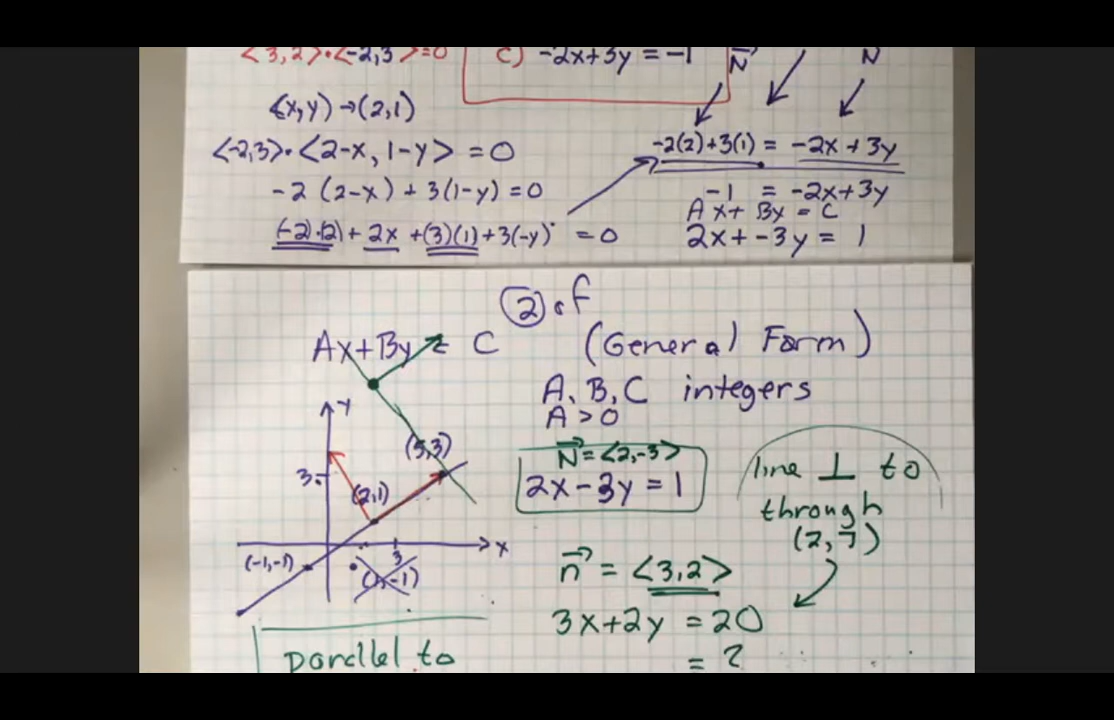 <3,2>·<-2,3>=0
C) -2x+3y = -1
N
N
(x,y)→(2,1)
<-2,3>·<2-x, 1-y> = 0
-2(2)+3(1) = -2x+3y
-2 (2-x) + 3(1-y) = 0
-1 = -2x+3y
Ax+ By = C
(-2)·(2)+ 2x +(3)(1)+3(-y) = 0
2x+ -3y = 1
② of
Ax+By = C
(General Form)
A, B, C integers
A > 0
y
(5,3)
N=<2,-3>
line ⊥ to
3
(2,1)
2x-3y = 1
through
(2,7)
x
(-1,-1)
3
(1,-1)
n = <3,2>
3x+2y = 20
parallel to
= ?